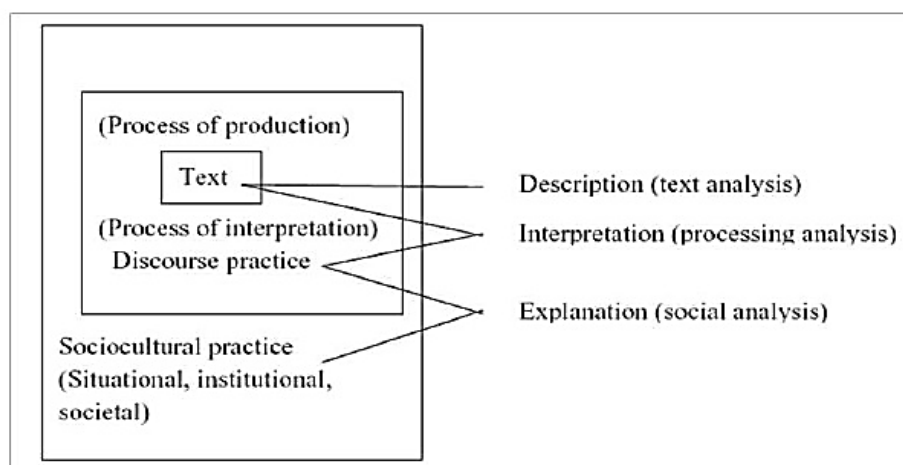 (Process of production)
Text
Description (text analysis)
(Process of interpretation)
Interpretation (processing analysis)
Discourse practice
Explanation (social analysis)
Sociocultural practice
(Situational, institutional,
societal)